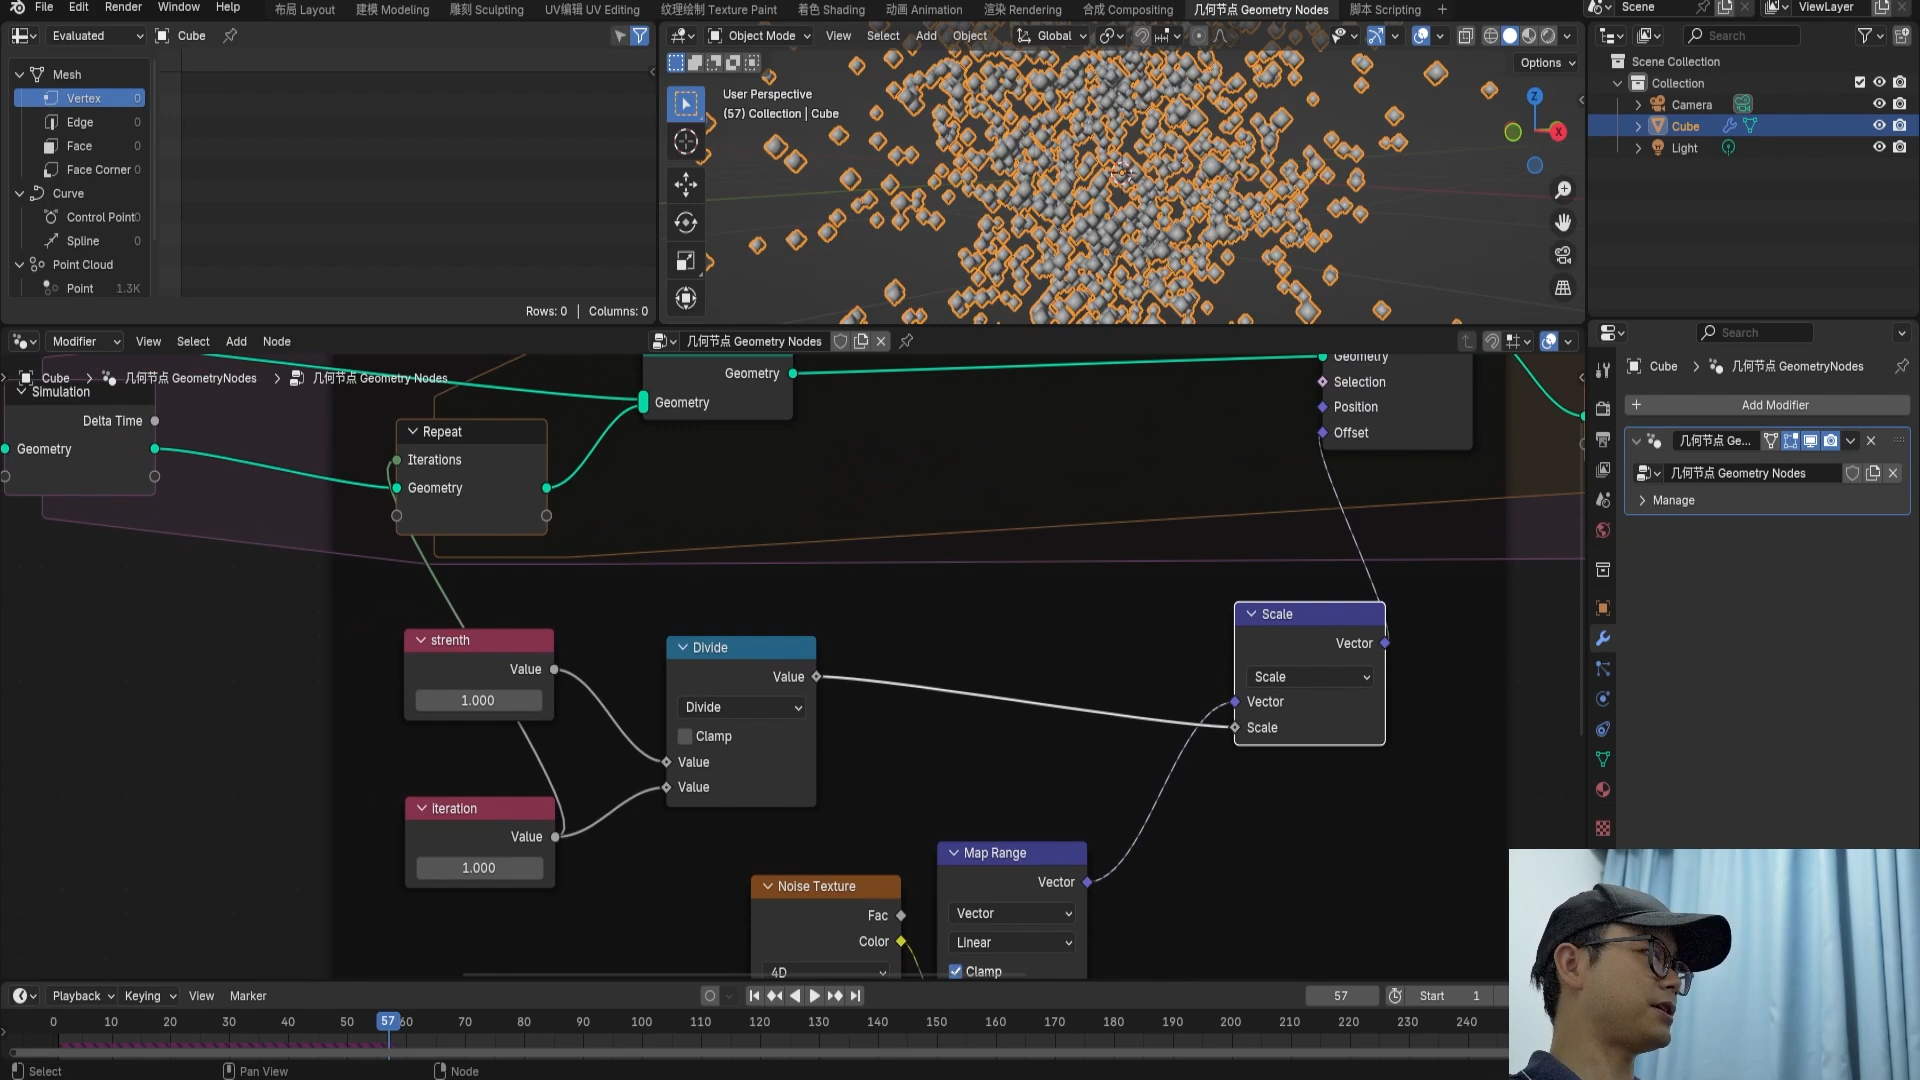 File Edit Render Window Help 布局 Layout 建模 Modeling 雕刻 Sculpting UV编辑 UV Editing 纹理绘制 Texture Paint 着色 Shading 动画 Animation 渲染 Rendering 合成 Compositing 几何节点 Geometry Nodes 脚本 Scripting + Scene ViewLayer
Evaluated Cube
Object Mode View Select Add Object Global
Search
Mesh
Vertex 0
Edge 0
Face 0
Face Corner 0
Curve
Control Point 0
Spline 0
Point Cloud
Point 1.3K
Rows: 0 | Columns: 0
Options
User Perspective
(57) Collection | Cube
Z
X
Scene Collection
Collection
Camera
Cube
Light
Modifier View Select Add Node 几何节点 Geometry Nodes
Cube > 几何节点 GeometryNodes > 几何节点 Geometry Nodes
Simulation
Delta Time
Geometry
Repeat
Iterations
Geometry
Geometry
Geometry
Geometry
Selection
Position
Offset
strenth
Value
1.000
Iteration
Value
1.000
Divide
Value
Divide
Clamp
Value
Value
Scale
Vector
Scale
Vector
Scale
Noise Texture
Fac
Color
4D
Map Range
Vector
Vector
Linear
Clamp
Search
Cube > 几何节点 GeometryNodes
+ Add Modifier
几何节点 Ge...
几何节点 Geometry Nodes
Manage
Playback Keying View Marker 57 Start 1
0 10 20 30 40 50 57 60 70 80 90 100 110 120 130 140 150 160 170 180 190 200 210 220 230 240
Select Pan View Node